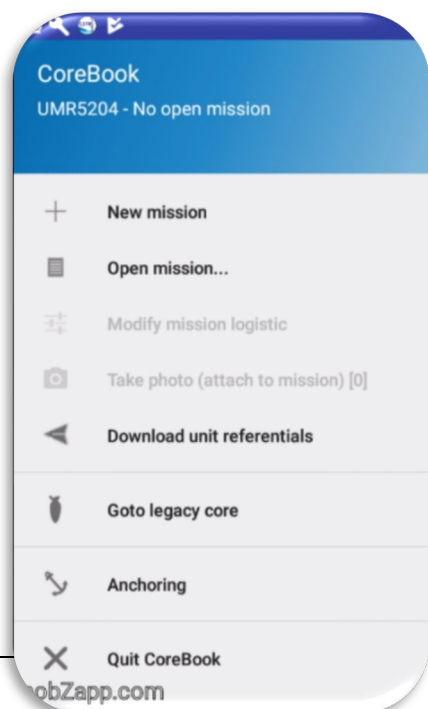 CoreBook
UMR5204 - No open mission
New mission
Open mission...
Modify mission logistic
Take photo (attach to mission) [0]
Download unit referentials
Goto legacy core
Anchoring
Quit CoreBook
obZapp.com